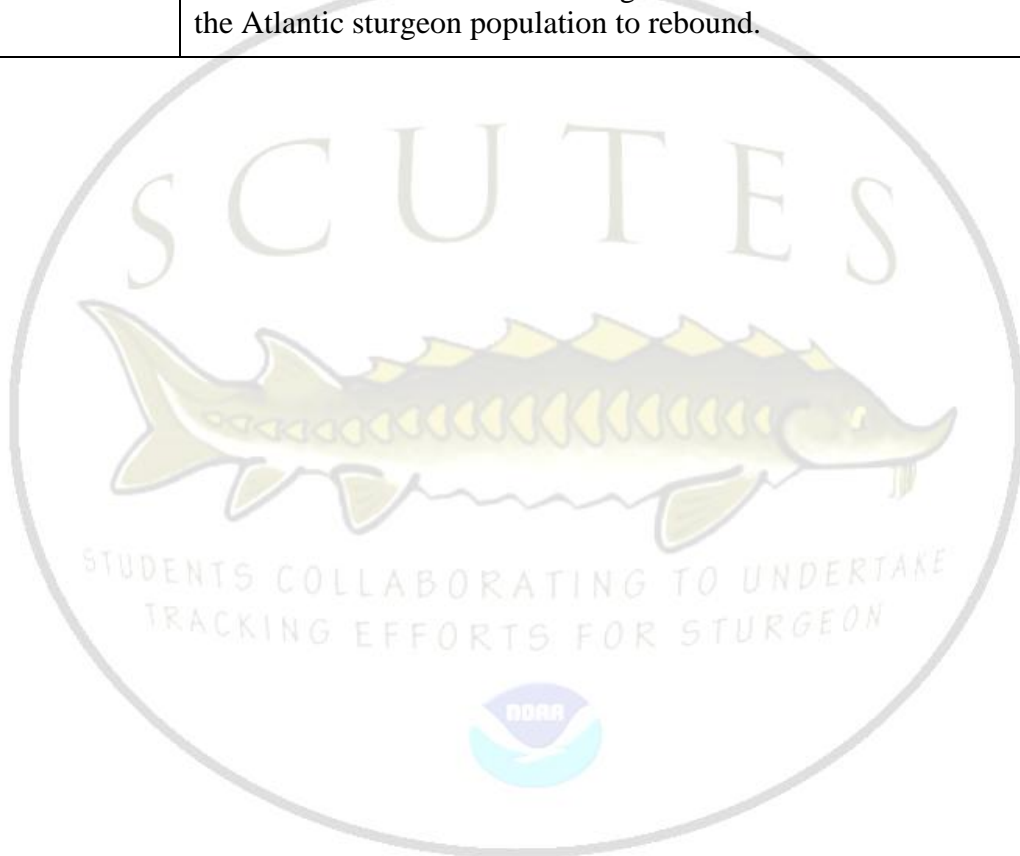 the Atlantic sturgeon population to rebound.
SCUTES
STUDENTS COLLABORATING TO UNDERTAKE
TRACKING EFFORTS FOR STURGEON
NOAA